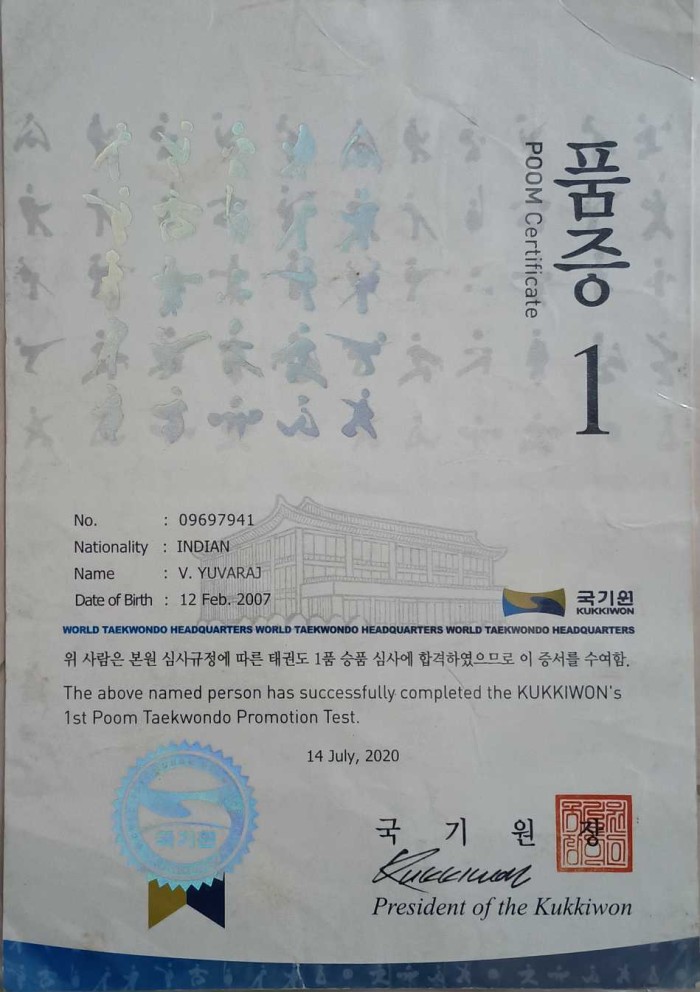 품증 1
POOM Certificate
No. : 09697941
Nationality : INDIAN
Name : V. YUVARAJ
Date of Birth : 12 Feb. 2007
국기원
KUKKIWON
WORLD TAEKWONDO HEADQUARTERS WORLD TAEKWONDO HEADQUARTERS WORLD TAEKWONDO HEADQUARTERS
위 사람은 본원 심사규정에 따른 태권도 1품 승품 심사에 합격하였으므로 이 증서를 수여함.
The above named person has successfully completed the KUKKIWON's
1st Poom Taekwondo Promotion Test.
14 July, 2020
국기원
국 기 원 장
Kukkiwon
President of the Kukkiwon